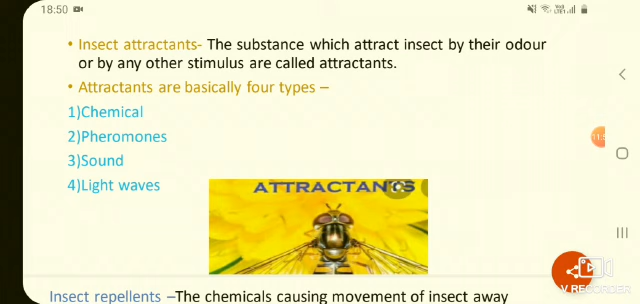 18:50
• Insect attractants- The substance which attract insect by their odour
or by any other stimulus are called attractants.
• Attractants are basically four types –
1)Chemical
2)Pheromones
3)Sound
4)Light waves
ATTRACTANTS
V RECORDER
Insect repellents –The chemicals causing movement of insect away